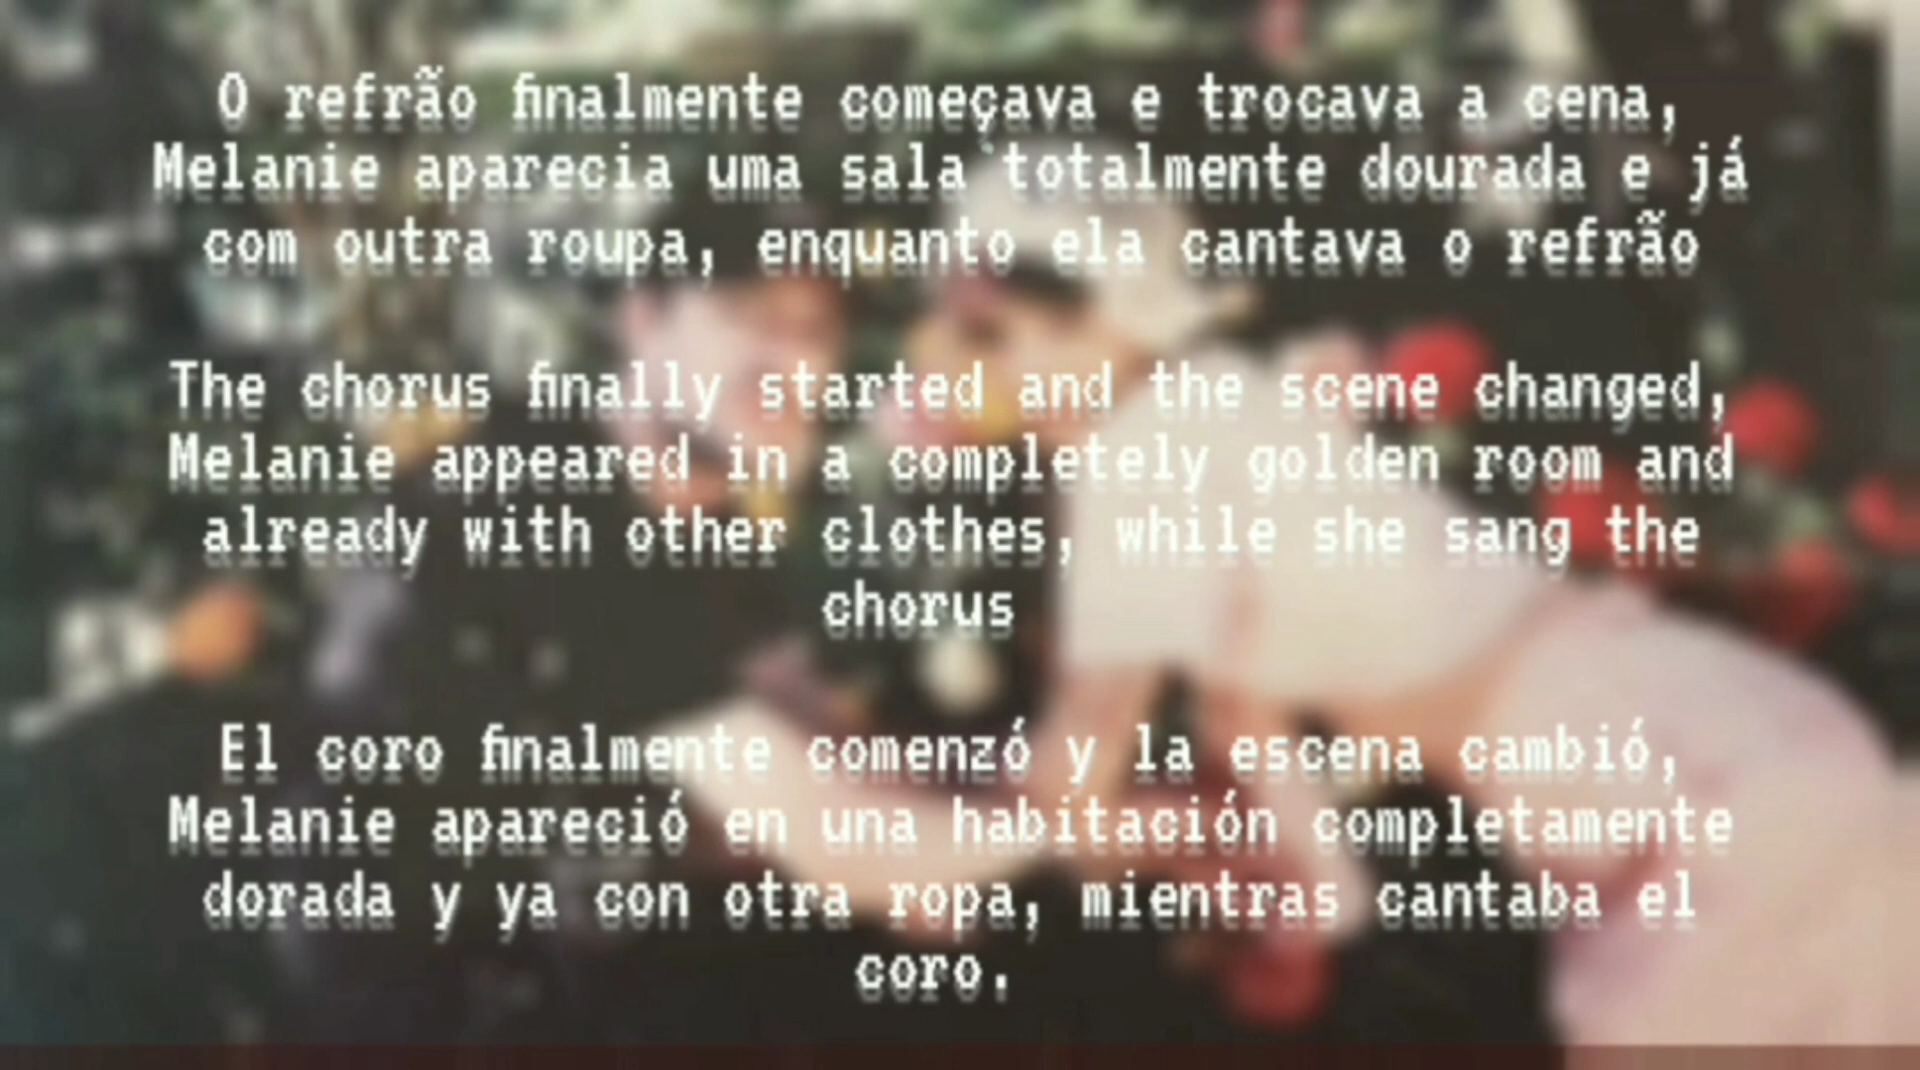 O refrão finalmente começava e trocava a cena,
Melanie aparecia uma sala totalmente dourada e já
com outra roupa, enquanto ela cantava o refrão
The chorus finally started and the scene changed,
Melanie appeared in a completely golden room and
already with other clothes, while she sang the
chorus
El coro finalmente comenzó y la escena cambió,
Melanie apareció en una habitación completamente
dorada y ya con otra ropa, mientras cantaba el
coro.